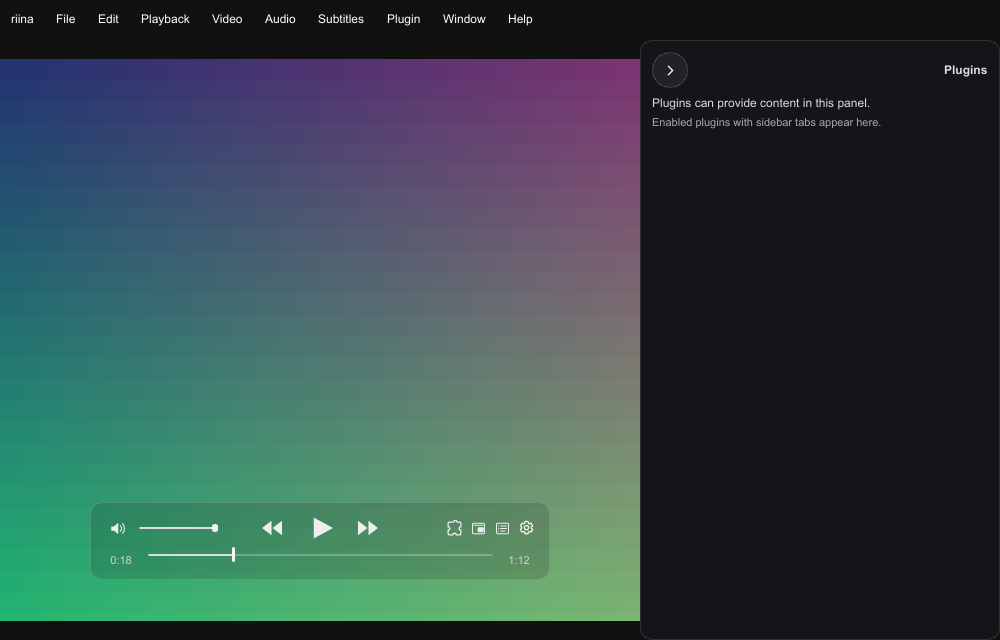 riina File Edit Playback Video Audio Subtitles Plugin Window Help
Plugins
Plugins can provide content in this panel.
Enabled plugins with sidebar tabs appear here.
0:18 1:12